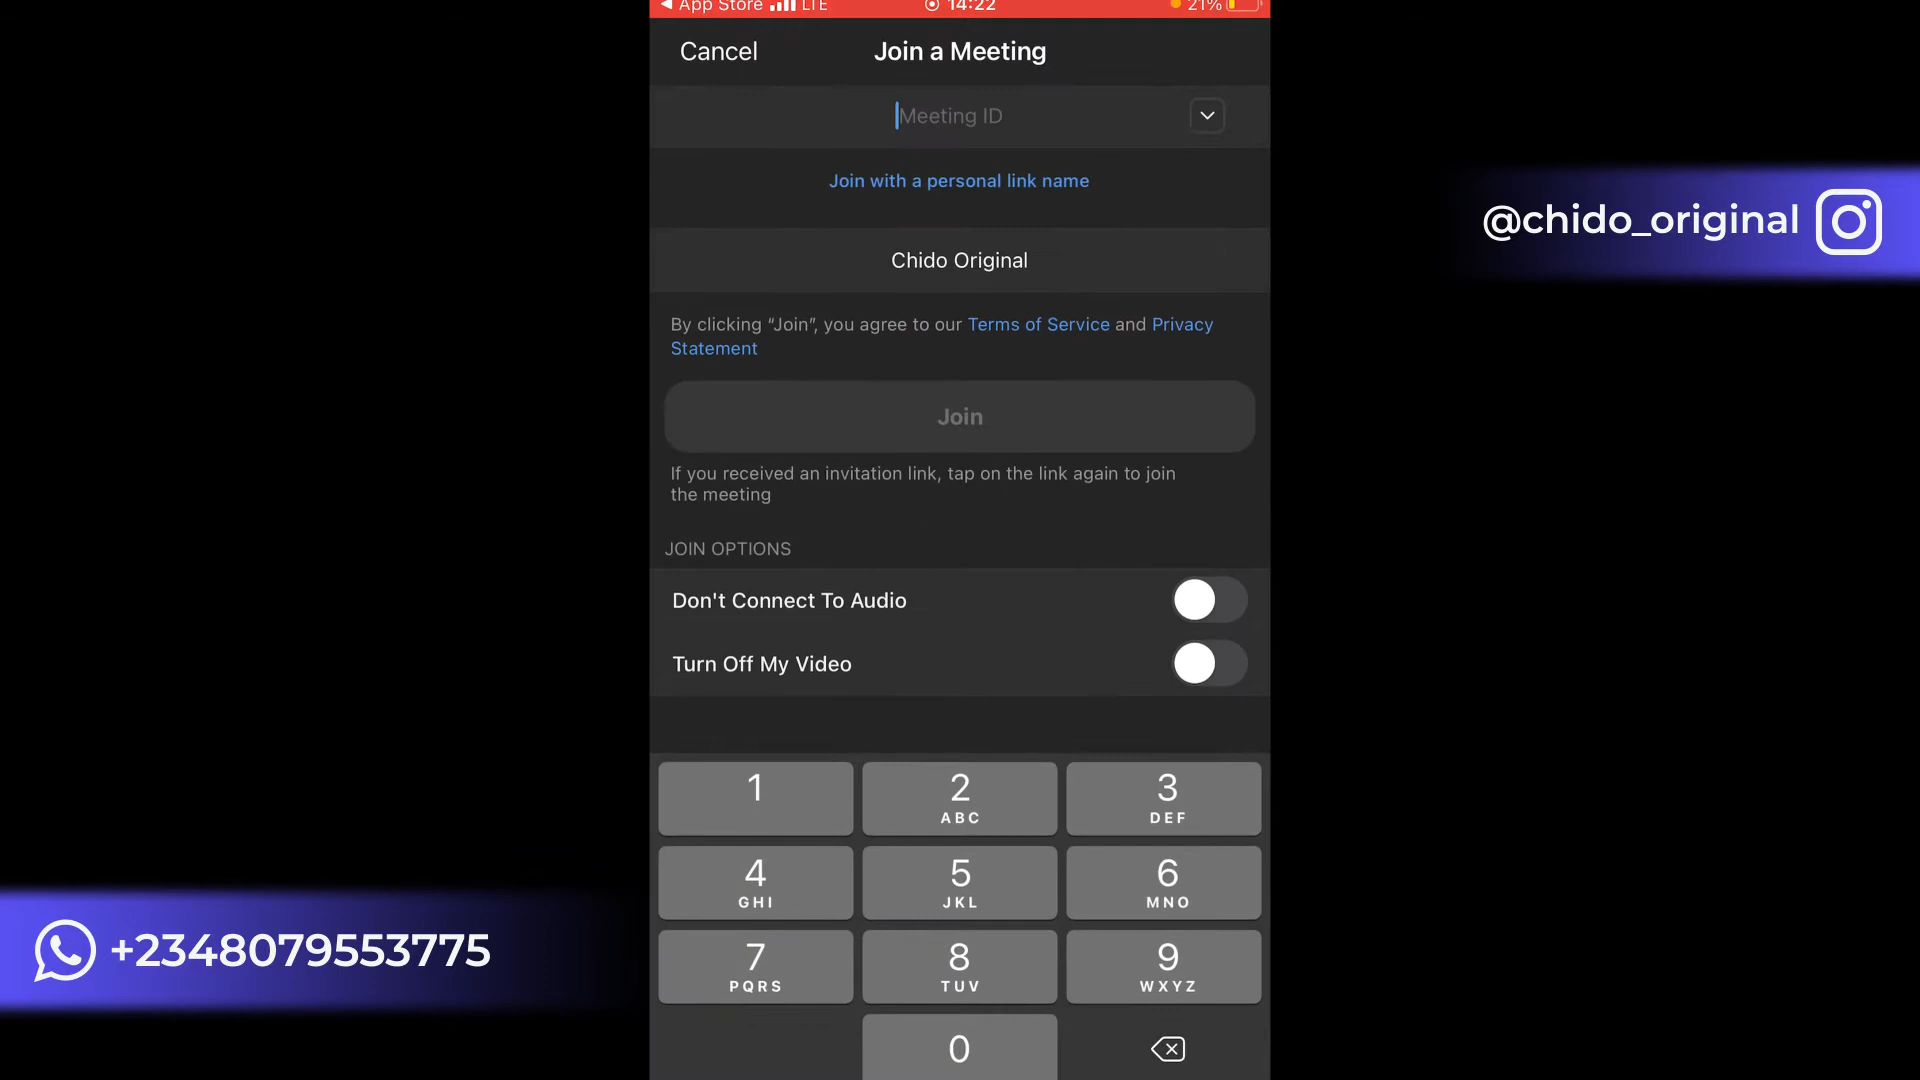 App Store LTE 14:22 21%
Cancel Join a Meeting
Meeting ID
Join with a personal link name
@chido_original
Chido Original
By clicking “Join”, you agree to our Terms of Service and Privacy
Statement
Join
If you received an invitation link, tap on the link again to join
the meeting
JOIN OPTIONS
Don't Connect To Audio
Turn Off My Video
1 2 3
ABC DEF
4 5 6
GHI JKL MNO
+2348079553775
7 8 9
PQRS TUV WXYZ
0